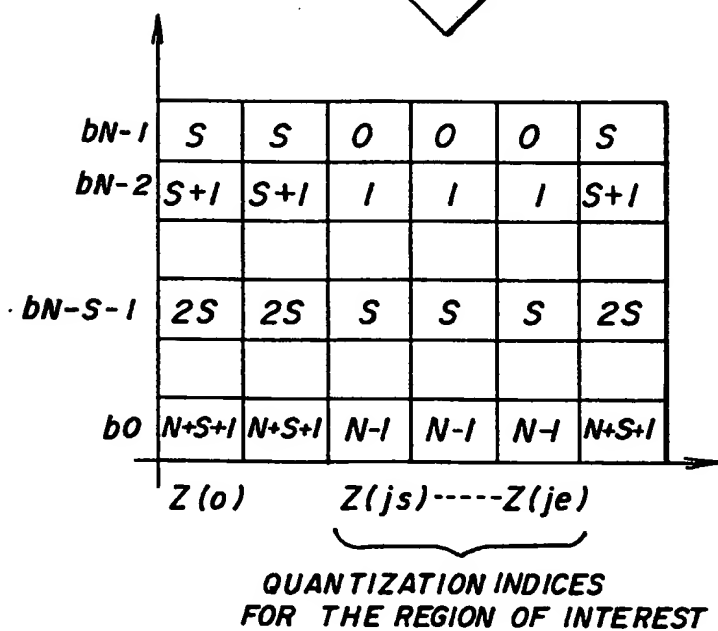 bN-1 S S 0 0 0 S
bN-2 S+1 S+1 1 1 1 S+1
bN-S-1 2S 2S S S S 2S
b0 N+S+1 N+S+1 N-1 N-1 N-1 N+S+1
Z(o) Z(js)-----Z(je)
QUANTIZATION INDICES
FOR THE REGION OF INTEREST